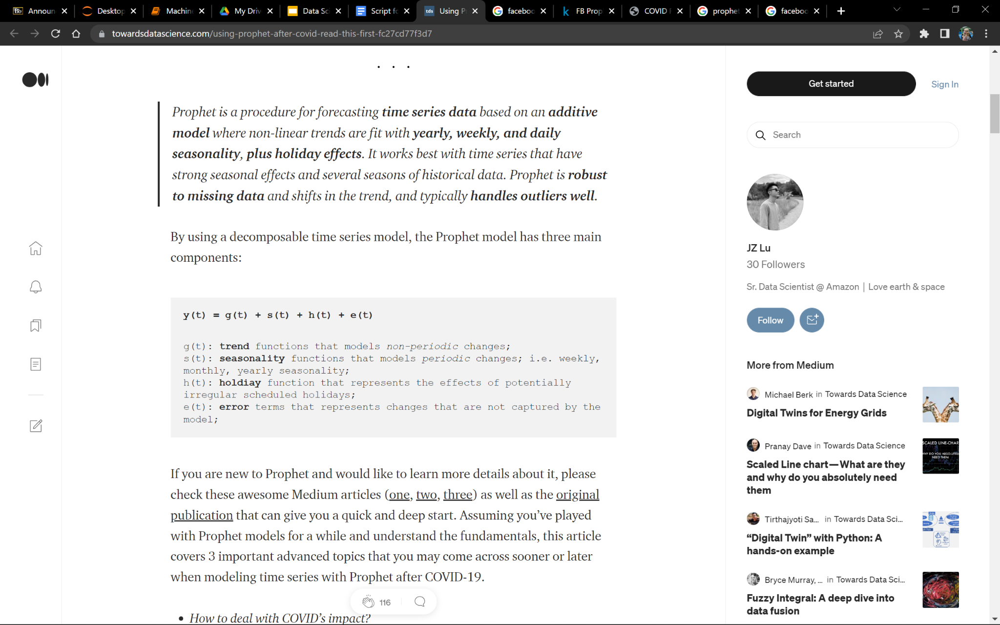 Announ
Desktop
Machin
My Driv
Data Sc
Script fo
tds
Using P
faceboo
FB Prop
COVID
prophet
faceboo
towardsdatascience.com/using-prophet-after-covid-read-this-first-fc27cd77f3d7
Prophet is a procedure for forecasting time series data based on an additive
model where non-linear trends are fit with yearly, weekly, and daily
seasonality, plus holiday effects. It works best with time series that have
strong seasonal effects and several seasons of historical data. Prophet is robust
to missing data and shifts in the trend, and typically handles outliers well.
By using a decomposable time series model, the Prophet model has three main
components:
y(t) = g(t) + s(t) + h(t) + e(t)
g(t): trend functions that models non-periodic changes;
s(t): seasonality functions that models periodic changes; i.e. weekly,
monthly, yearly seasonality;
h(t): holdiay function that represents the effects of potentially
irregular scheduled holidays;
e(t): error terms that represents changes that are not captured by the
model;
If you are new to Prophet and would like to learn more details about it, please
check these awesome Medium articles (one, two, three) as well as the original
publication that can give you a quick and deep start. Assuming you’ve played
with Prophet models for a while and understand the fundamentals, this article
covers 3 important advanced topics that you may come across sooner or later
when modeling time series with Prophet after COVID-19.
116
• How to deal with COVID’s impact?
Get started
Sign In
Search
JZ Lu
30 Followers
Sr. Data Scientist @ Amazon | Love earth & space
Follow
More from Medium
Michael Berk in Towards Data Science
Digital Twins for Energy Grids
Pranay Dave in Towards Data Science
Scaled Line chart—What are they
and why do you absolutely need
them
SCALED LINE-CHAR
WHY DO YOU ABSOLUTELY
NEED THEM
Tirthajyoti Sa... in Towards Data Sci...
“Digital Twin” with Python: A
hands-on example
Bryce Murray, ... in Towards Data Sci...
Fuzzy Integral: A deep dive into
data fusion